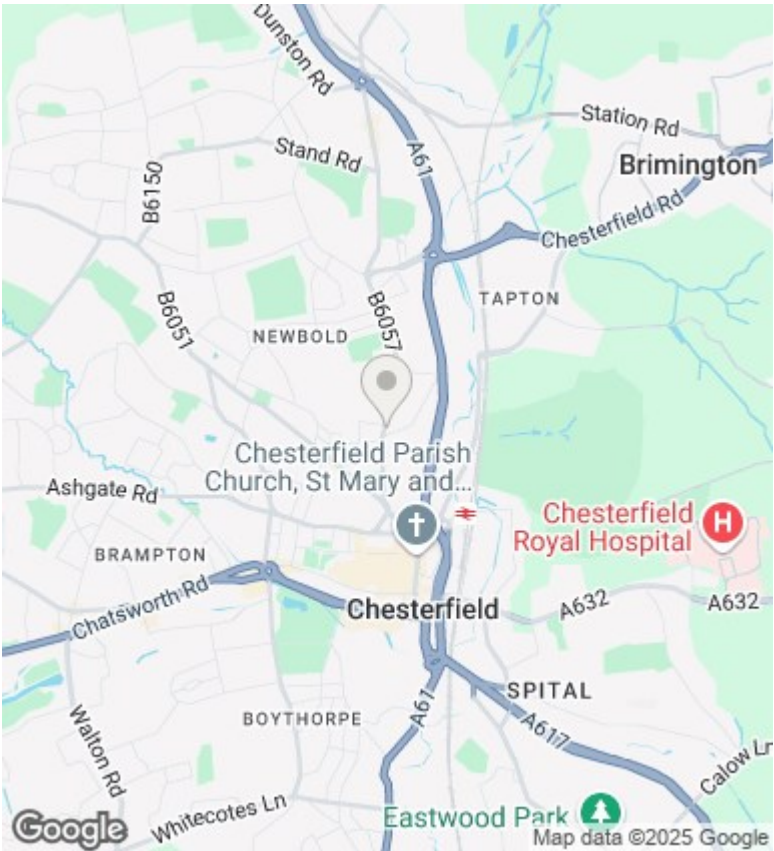 Dunston Rd
Station Rd
A61
Stand Rd
Brimington
B6150
Chesterfield Rd
B6051
TAPTON
B6057
NEWBOLD
Chesterfield Parish
Church, St Mary and...
Ashgate Rd
Chesterfield
Royal Hospital
H
BRAMPTON
Chatsworth Rd
Chesterfield
A632
A632
SPITAL
BOYTHORPE
A61
A617
Walton Rd
Calow Ln
Whitecotes Ln
Eastwood Park
Google
Map data ©2025 Google